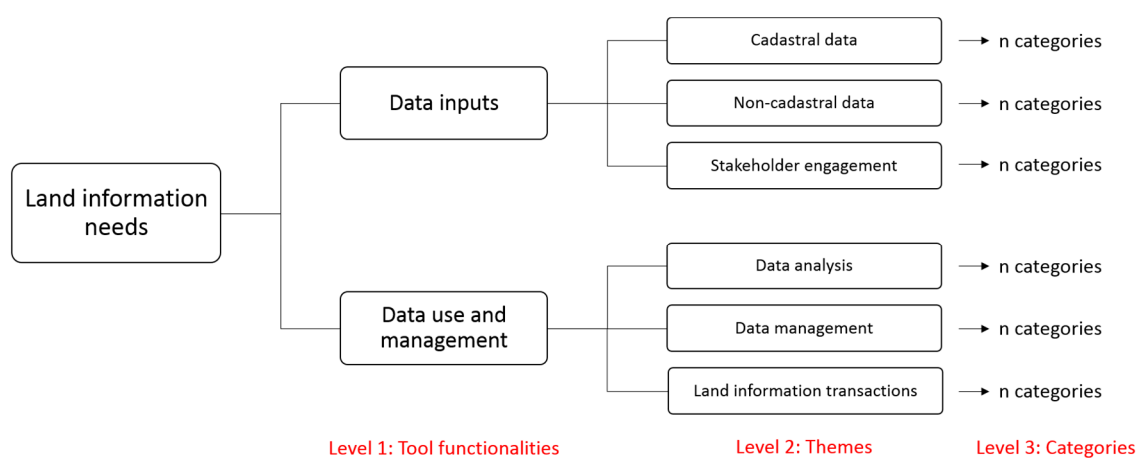 Land information
needs
Data inputs
Cadastral data
n categories
Non-cadastral data
n categories
Stakeholder engagement
n categories
Data use and
management
Data analysis
n categories
Data management
n categories
Land information transactions
n categories
Level 1: Tool functionalities
Level 2: Themes
Level 3: Categories